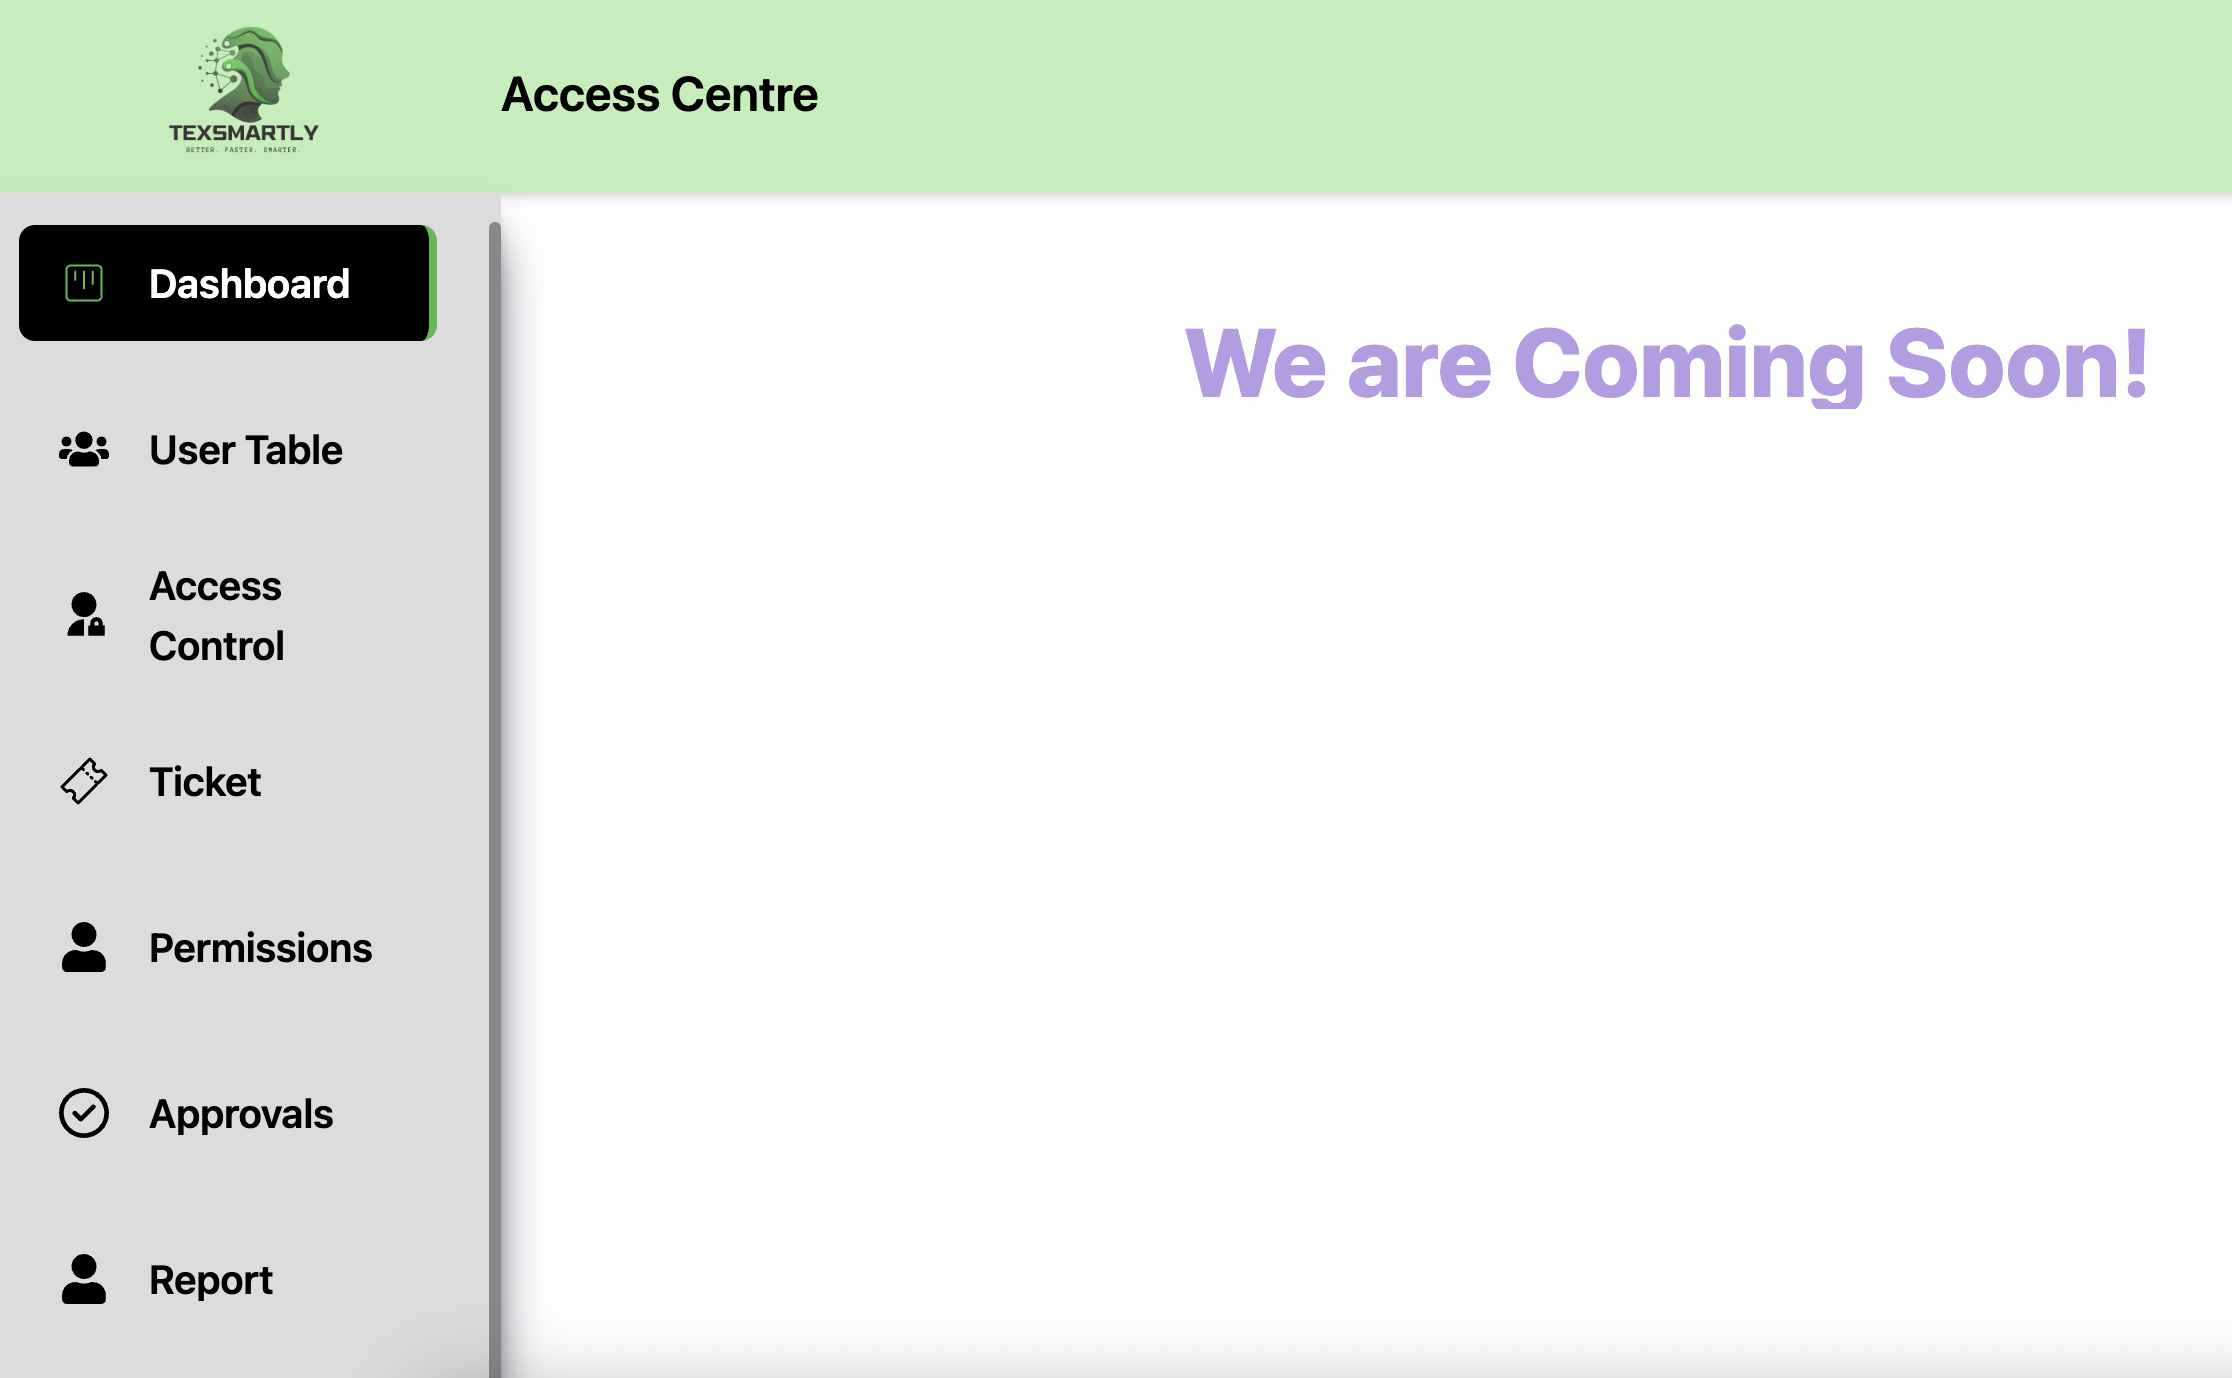 TEXSMARTLY
BETTER. FASTER. SMARTER.
Access Centre
Dashboard
User Table
Access
Control
Ticket
Permissions
Approvals
Report
We are Coming Soon!